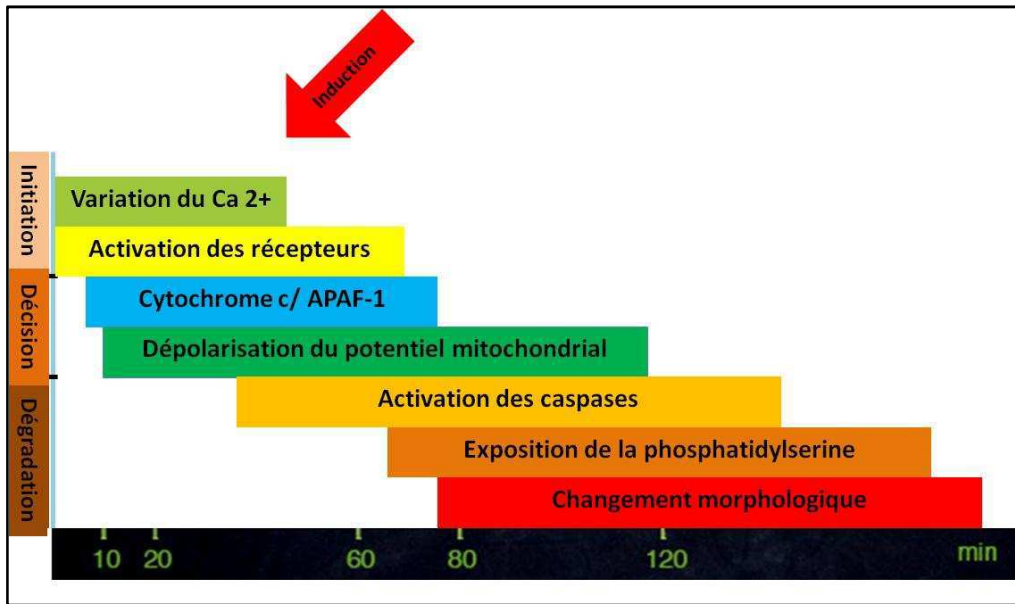 Induction
Initiation
Variation du Ca 2+
Activation des récepteurs
Décision
Cytochrome c/ APAF-1
Dépolarisation du potentiel mitochondrial
Dégradation
Activation des caspases
Exposition de la phosphatidylserine
Changement morphologique
10 20 60 80 120 min